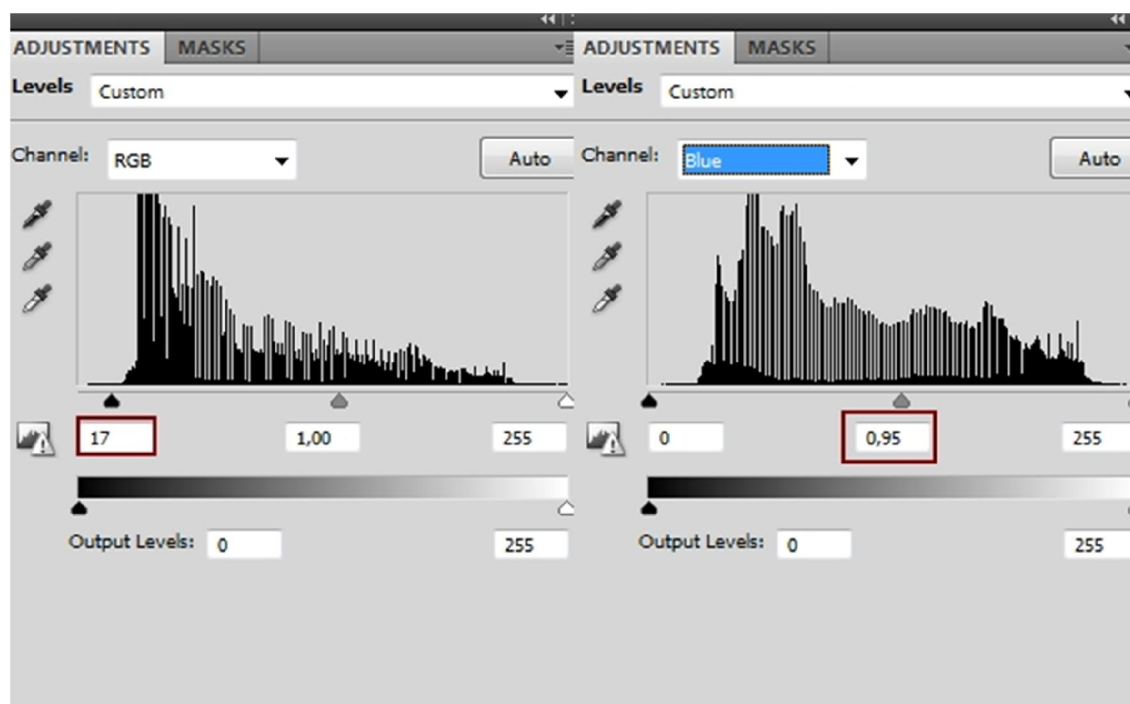 ADJUSTMENTS MASKS
Levels Custom
Channel: RGB Auto
17 1,00 255
Output Levels: 0 255
ADJUSTMENTS MASKS
Levels Custom
Channel: Blue Auto
0 0,95 255
Output Levels: 0 255